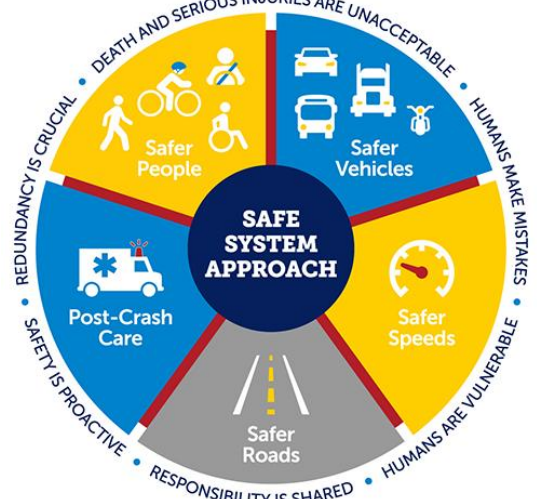 DEATH AND SERIOUS INJURIES ARE UNACCEPTABLE
HUMANS MAKE MISTAKES
HUMANS ARE VULNERABLE
RESPONSIBILITY IS SHARED
SAFETY IS PROACTIVE
REDUNDANCY IS CRUCIAL
Safer
People
Safer
Vehicles
SAFE
SYSTEM
APPROACH
Post-Crash
Care
Safer
Speeds
Safer
Roads